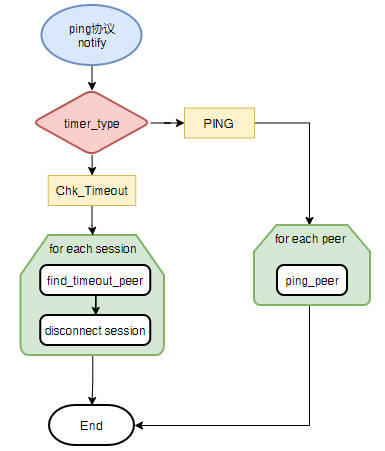 ping协议
notify
timer_type
PING
Chk_Timeout
for each session
find_timeout_peer
disconnect session
for each peer
ping_peer
End